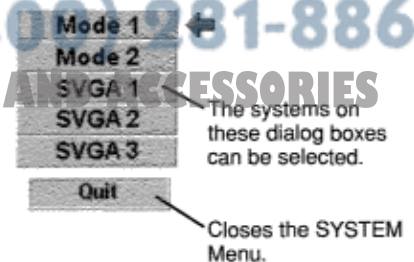 281-886
Mode 1
Mode 2
AND ACCESSORIES
SVGA 1
SVGA 2
SVGA 3
The systems on
these dialog boxes
can be selected.
Quit
Closes the SYSTEM
Menu.